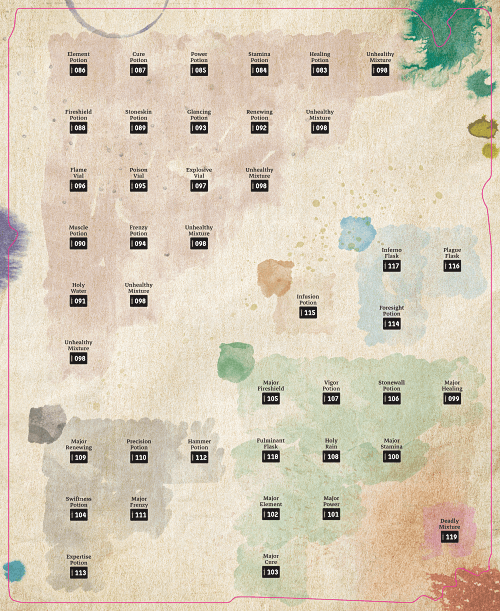 Element Cure Power Stamina Healing Unhealthy
Potion Potion Potion Potion Potion Mixture
086 087 085 084 083 098
Fireshield Stoneskin Glancing Renewing Unhealthy
Potion Potion Potion Potion Mixture
088 089 093 092 098
Flame Poison Explosive Unhealthy
Vial Vial Vial Mixture
096 095 097 098
Muscle Frenzy Unhealthy
Potion Potion Mixture
090 094 098
Inferno Plague
Flask Flask
117 116
Holy Unhealthy
Water Mixture
091 098
Infusion
Potion
115
Foresight
Potion
114
Unhealthy
Mixture
098
Major Vigor Stonewall Major
Fireshield Potion Potion Healing
105 107 106 099
Major Precision Hammer Fulminant Holy Major
Renewing Potion Potion Flask Rain Stamina
109 110 112 118 108 100
Swiftness Major Major Major
Potion Frenzy Element Power
104 111 102 101
Deadly
Mixture
119
Expertise Major
Potion Cure
113 103